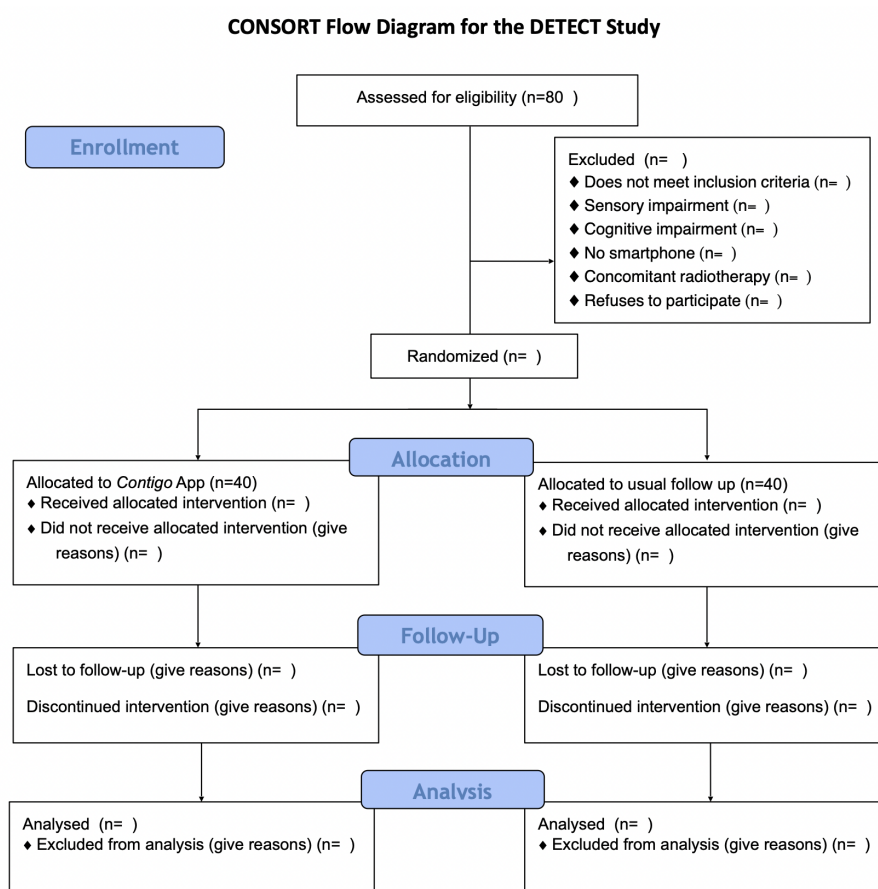 CONSORT Flow Diagram for the DETECT Study
Assessed for eligibility (n=80  )
Enrollment
Excluded  (n=   )
♦ Does not meet inclusion criteria (n=  )
♦ Sensory impairment (n=  )
♦ Cognitive impairment (n=  )
♦ No smartphone (n=  )
♦ Concomitant radiotherapy (n=  )
♦ Refuses to participate (n=  )
Randomized (n=  )
Allocation
Allocated to Contigo App (n=40)
♦ Received allocated intervention (n=  )
♦ Did not receive allocated intervention (give
reasons) (n=  )
Allocated to usual follow up (n=40)
♦ Received allocated intervention (n=  )
♦ Did not receive allocated intervention (give
reasons) (n=  )
Follow-Up
Lost to follow-up (give reasons) (n=  )
Discontinued intervention (give reasons) (n=  )
Lost to follow-up (give reasons) (n=  )
Discontinued intervention (give reasons) (n=  )
Analysis
Analysed  (n=  )
♦ Excluded from analysis (give reasons) (n=  )
Analysed  (n=  )
♦ Excluded from analysis (give reasons) (n=  )